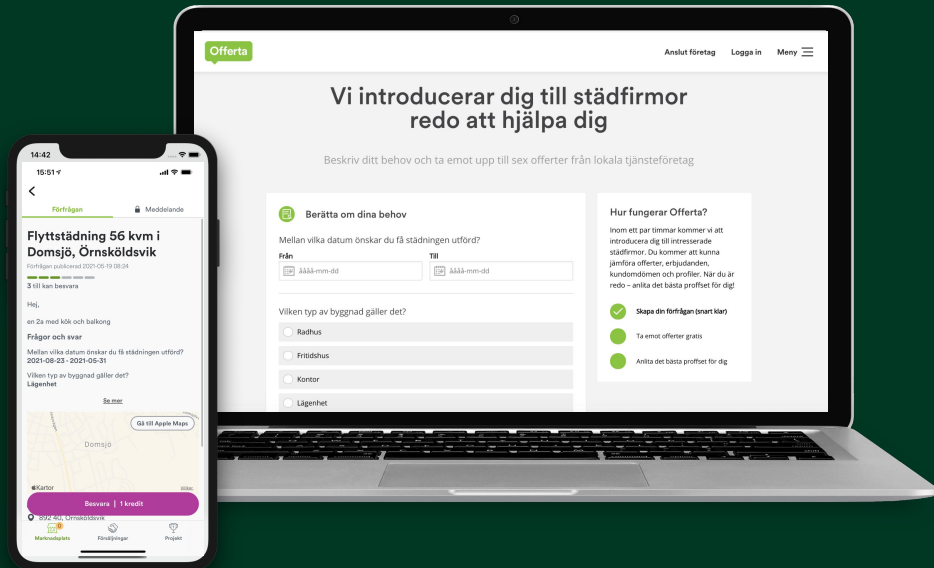 Offerta
Anslut företag
Logga in
Meny
Vi introducerar dig till städfirmor
redo att hjälpa dig
Beskriv ditt behov och ta emot upp till sex offerter från lokala tjänsteföretag
Berätta om dina behov
Mellan vilka datum önskar du få städningen utförd?
Från
Till
åååå-mm-dd
åååå-mm-dd
Vilken typ av byggnad gäller det?
Radhus
Fritidshus
Kontor
Lägenhet
Hur fungerar Offerta?
Inom ett par timmar kommer vi att
introducera dig till intresserade
städfirmor. Du kommer att kunna
jämföra offerter, erbjudanden,
kundomdömen och profiler. När du är
redo – anlita det bästa proffset för dig!
Skapa din förfrågan (snart klar)
Ta emot offerter gratis
Anlita det bästa proffset för dig
14:42
15:51
Förfrågan
Meddelande
Flyttstädning 56 kvm i
Domsjö, Örnsköldsvik
Förfrågan publicerad 2021-05-19 08:24
3 till kan besvara
Hej,
en 2a med kök och balkong
Frågor och svar
Mellan vilka datum önskar du få städningen utförd?
2021-08-23 - 2021-05-31
Vilken typ av byggnad gäller det?
Lägenhet
Se mer
Gå till Apple Maps
Domsjö
Kartor
Besvara | 1 kredit
892 40, Örnsköldsvik
0
Marknadsplats
Försäljningar
Projekt